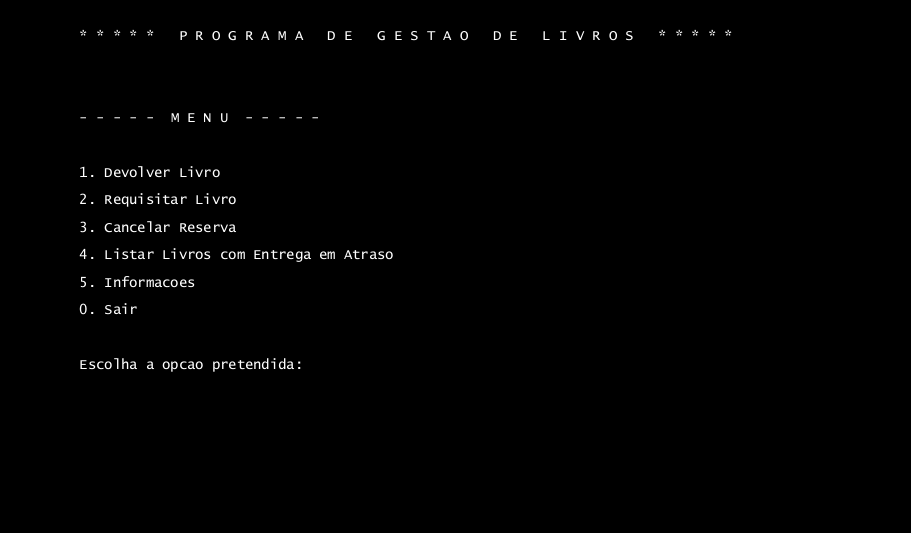 * * * * *  P R O G R A M A  D E  G E S T A O  D E  L I V R O S  * * * * *
- - - - -  M E N U  - - - - -
1. Devolver Livro
2. Requisitar Livro
3. Cancelar Reserva
4. Listar Livros com Entrega em Atraso
5. Informacoes
0. Sair
Escolha a opcao pretendida: